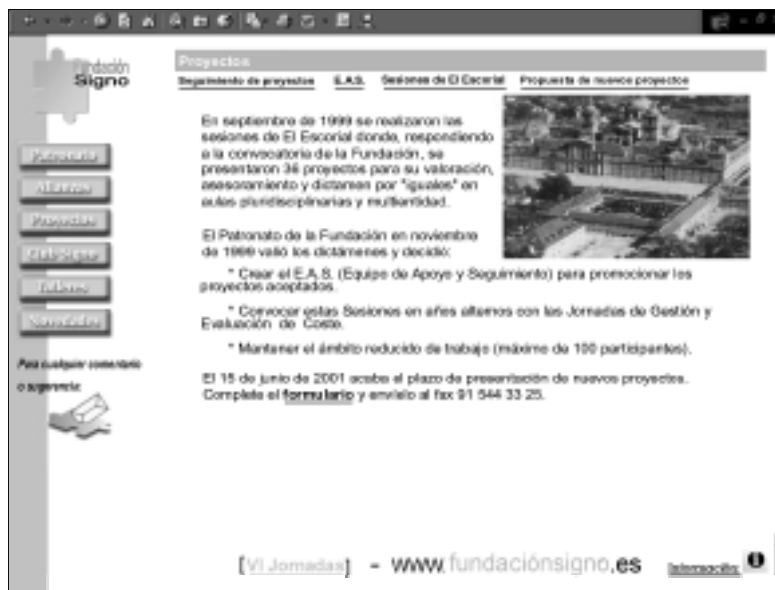 Fundación
Signo
Proyectos
Seguimiento de proyectos E.A.S. Sesiones de El Escorial Propuesta de nuevos proyectos
En septiembre de 1999 se realizaron las
sesiones de El Escorial donde, respondiendo
a la convocatoria de la Fundación, se
presentaron 36 proyectos para su valoración,
asesoramiento y dictamen por "iguales" en
aulas pluridisciplinarias y multientidad.
El Patronato de la Fundación en noviembre
de 1999 valió los dictámenes y decidió:
* Crear el E.A.S. (Equipo de Apoyo y Seguimiento) para promocionar los
proyectos aceptados.
* Convocar estas Sesiones en años alternos con las Jornadas de Gestión y
Evaluación de Coste.
* Mantener el ámbito reducido de trabajo (máximo de 100 participantes).
El 15 de junio de 2001 acaba el plazo de presentación de nuevos proyectos.
Complete el formulario y envíelo al fax 91 544 33 25.
Patronato
Alianzas
Proyectos
Club Signo
Talleres
Novedades
Para cualquier comentario
o sugerencia:
[VI Jornadas] - www.fundaciónsigno.es Información